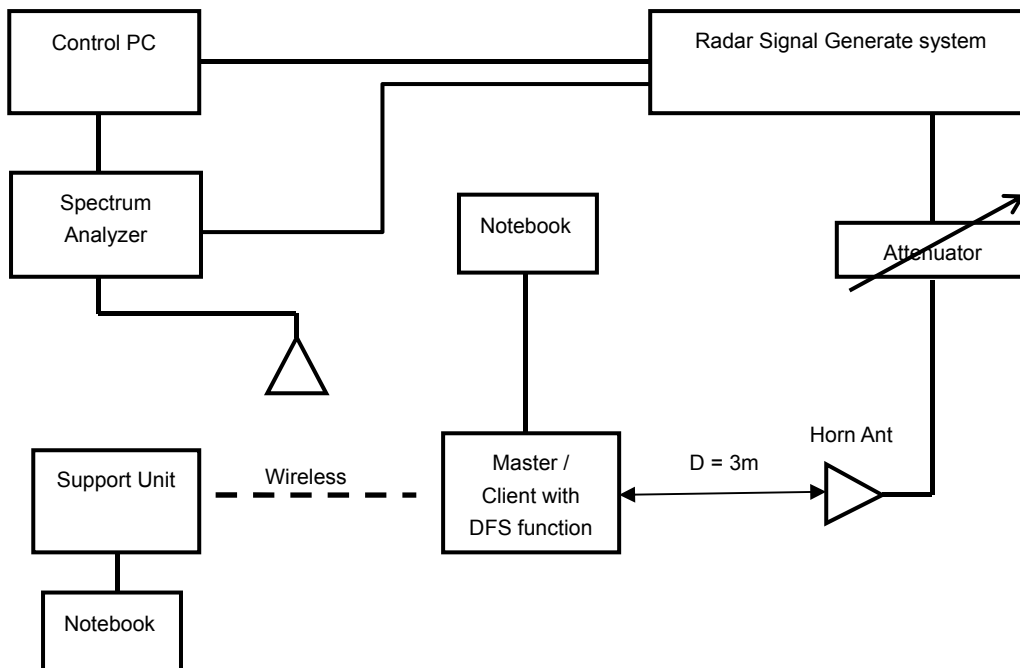 Control PC
Radar Signal Generate system
Spectrum
Analyzer
Notebook
Attenuator
Horn Ant
D = 3m
Master /
Client with
DFS function
Wireless
Support Unit
Notebook